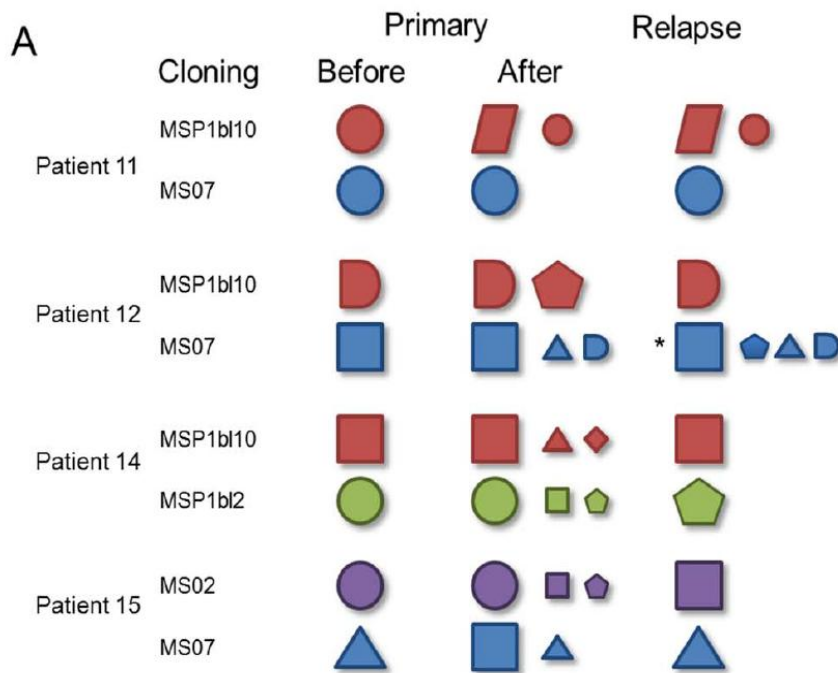 A
Primary Relapse
Cloning Before After
Patient 11
MSP1bl10
MS07
Patient 12
MSP1bl10
MS07
*
Patient 14
MSP1bl10
MSP1bl2
Patient 15
MS02
MS07